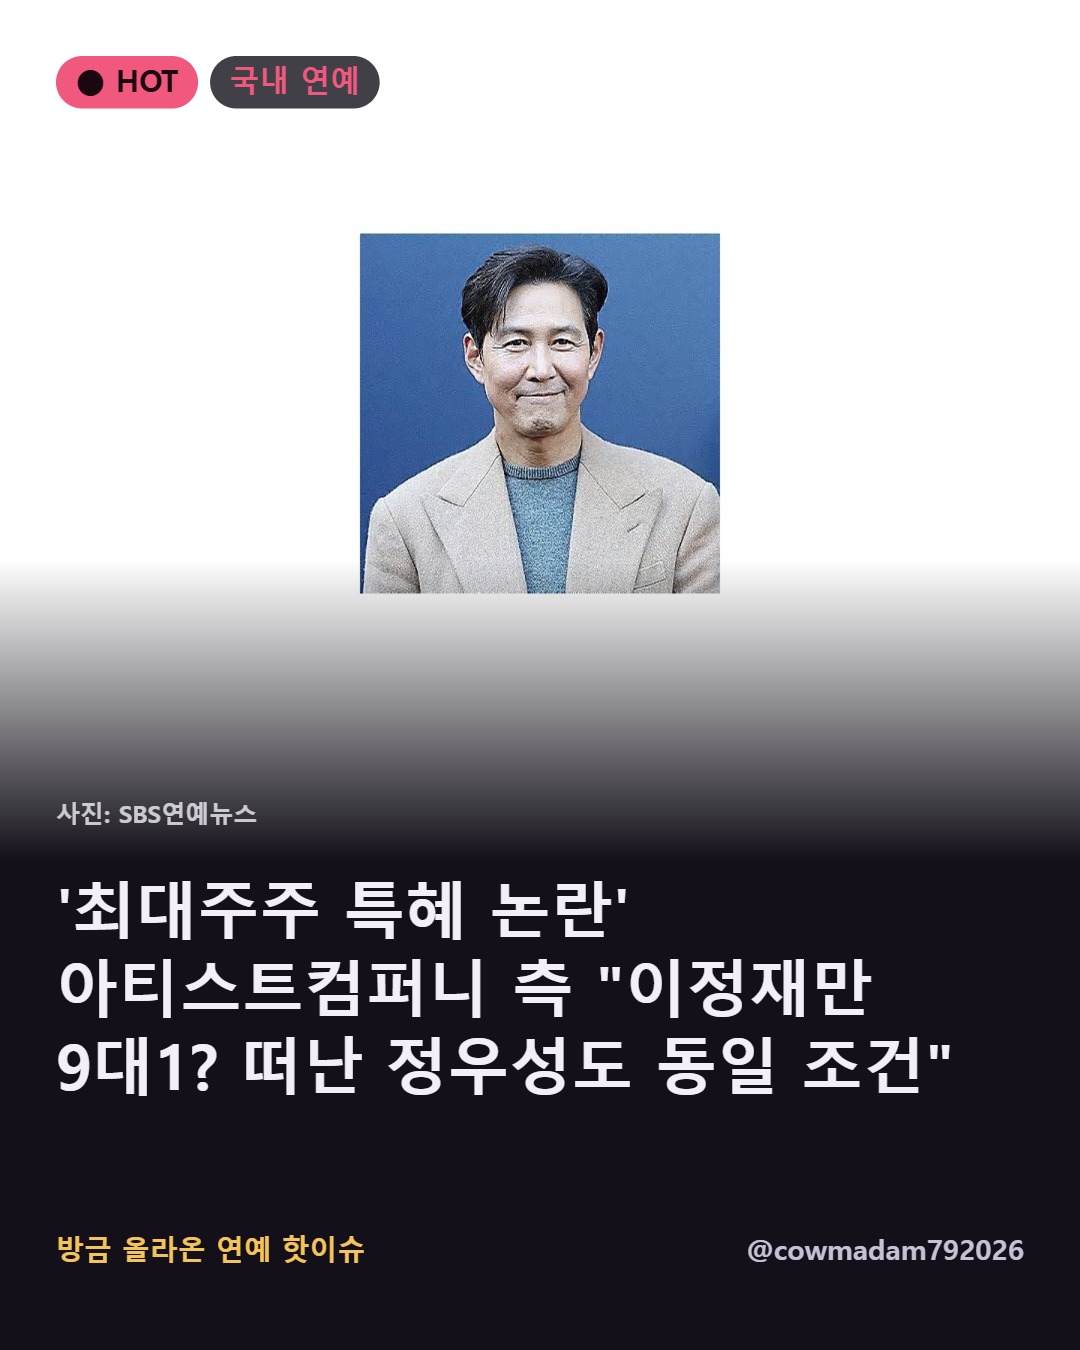 HOT
국내 연예
사진: SBS연예뉴스
'최대주주 특혜 논란'
아티스트컴퍼니 측 "이정재만
9대1? 떠난 정우성도 동일 조건"
방금 올라온 연예 핫이슈
@cowmadam792026